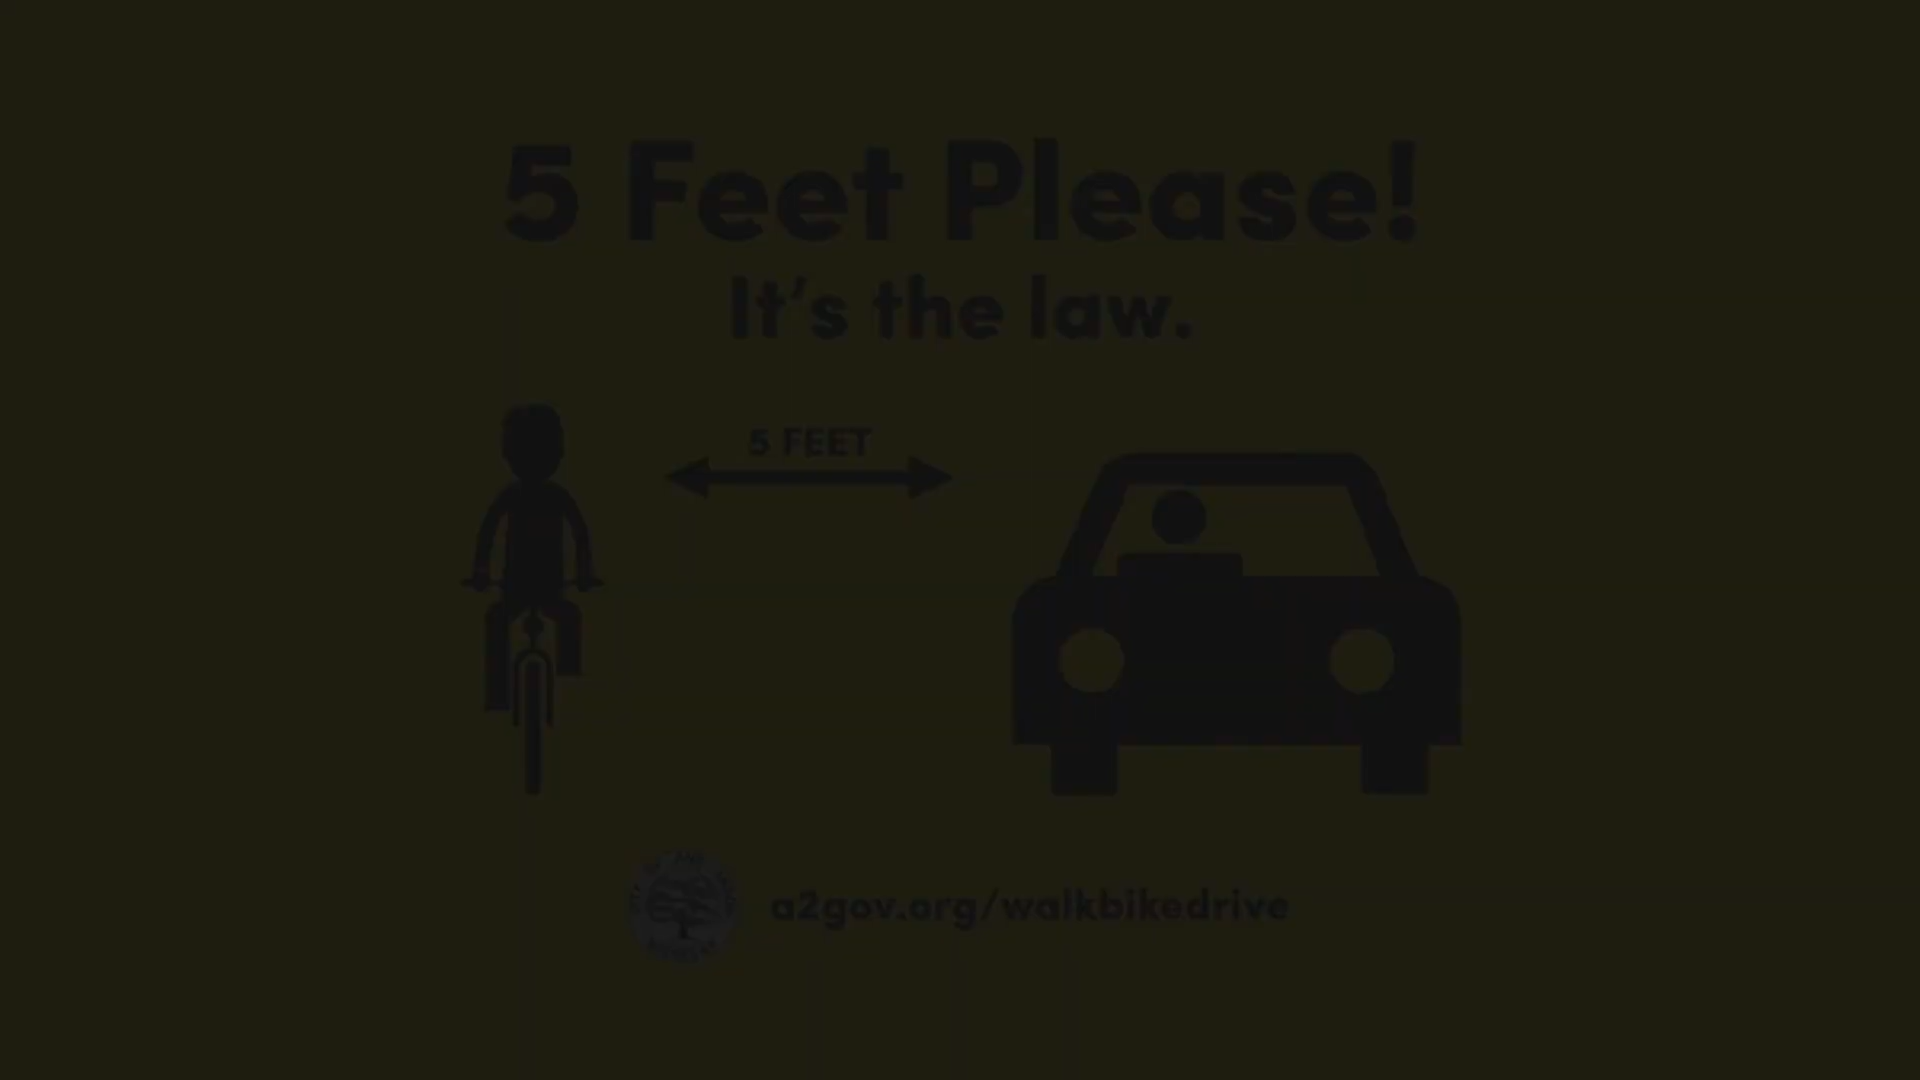 5 Feet Please!
It's the law.
5 FEET
a2gov.org/walkbikedrive